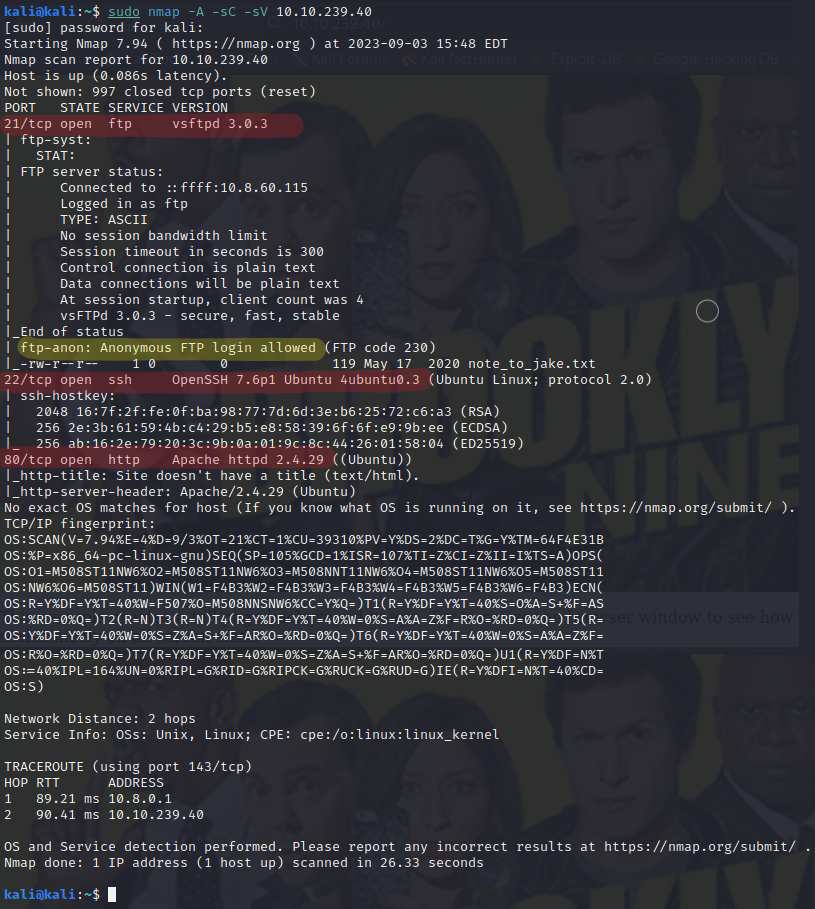 kali@kali:~$ sudo nmap -A -sC -sV 10.10.239.40
[sudo] password for kali:
Starting Nmap 7.94 ( https://nmap.org ) at 2023-09-03 15:48 EDT
Nmap scan report for 10.10.239.40
Host is up (0.086s latency).
Not shown: 997 closed tcp ports (reset)
PORT   STATE SERVICE VERSION
21/tcp open  ftp     vsftpd 3.0.3
| ftp-syst:
|   STAT:
| FTP server status:
|      Connected to ::ffff:10.8.60.115
|      Logged in as ftp
|      TYPE: ASCII
|      No session bandwidth limit
|      Session timeout in seconds is 300
|      Control connection is plain text
|      Data connections will be plain text
|      At session startup, client count was 4
|      vsFTPd 3.0.3 - secure, fast, stable
|_End of status
| ftp-anon: Anonymous FTP login allowed (FTP code 230)
|_-rw-r--r--    1 0        0             119 May 17  2020 note_to_jake.txt
22/tcp open  ssh     OpenSSH 7.6p1 Ubuntu 4ubuntu0.3 (Ubuntu Linux; protocol 2.0)
| ssh-hostkey:
|   2048 16:7f:2f:fe:0f:ba:98:77:7d:6d:3e:b6:25:72:c6:a3 (RSA)
|   256 2e:3b:61:59:4b:c4:29:b5:e8:58:39:6f:6f:e9:9b:ee (ECDSA)
|_  256 ab:16:2e:79:20:3c:9b:0a:01:9c:8c:44:26:01:58:04 (ED25519)
80/tcp open  http    Apache httpd 2.4.29 ((Ubuntu))
|_http-title: Site doesn't have a title (text/html).
|_http-server-header: Apache/2.4.29 (Ubuntu)
No exact OS matches for host (If you know what OS is running on it, see https://nmap.org/submit/ ).
TCP/IP fingerprint:
OS:SCAN(V=7.94%E=4%D=9/3%OT=21%CT=1%CU=39310%PV=Y%DS=2%DC=T%G=Y%TM=64F4E31B
OS:%P=x86_64-pc-linux-gnu)SEQ(SP=105%GCD=1%ISR=107%TI=Z%CI=Z%II=I%TS=A)OPS(
OS:O1=M508ST11NW6%O2=M508ST11NW6%O3=M508NNT11NW6%O4=M508ST11NW6%O5=M508ST11
OS:NW6%O6=M508ST11)WIN(W1=F4B3%W2=F4B3%W3=F4B3%W4=F4B3%W5=F4B3%W6=F4B3)ECN(
OS:R=Y%DF=Y%T=40%W=F507%O=M508NNSNW6%CC=Y%Q=)T1(R=Y%DF=Y%T=40%S=O%A=S+%F=AS
OS:%RD=0%Q=)T2(R=N)T3(R=N)T4(R=Y%DF=Y%T=40%W=0%S=A%A=Z%F=R%O=%RD=0%Q=)T5(R=
OS:Y%DF=Y%T=40%W=0%S=Z%A=S+%F=AR%O=%RD=0%Q=)T6(R=Y%DF=Y%T=40%W=0%S=A%A=Z%F=
OS:R%O=%RD=0%Q=)T7(R=Y%DF=Y%T=40%W=0%S=Z%A=S+%F=AR%O=%RD=0%Q=)U1(R=Y%DF=N%T
OS:=40%IPL=164%UN=0%RIPL=G%RID=G%RIPCK=G%RUCK=G%RUD=G)IE(R=Y%DFI=N%T=40%CD=
OS:S)
Network Distance: 2 hops
Service Info: OSs: Unix, Linux; CPE: cpe:/o:linux:linux_kernel
TRACEROUTE (using port 143/tcp)
HOP RTT      ADDRESS
1   89.21 ms 10.8.0.1
2   90.41 ms 10.10.239.40
OS and Service detection performed. Please report any incorrect results at https://nmap.org/submit/ .
Nmap done: 1 IP address (1 host up) scanned in 26.33 seconds
kali@kali:~$
Kali Forums
Kali NetHunter
Exploit-DB
Google Hacking DB
OOKLY
NINE
ser window to see how